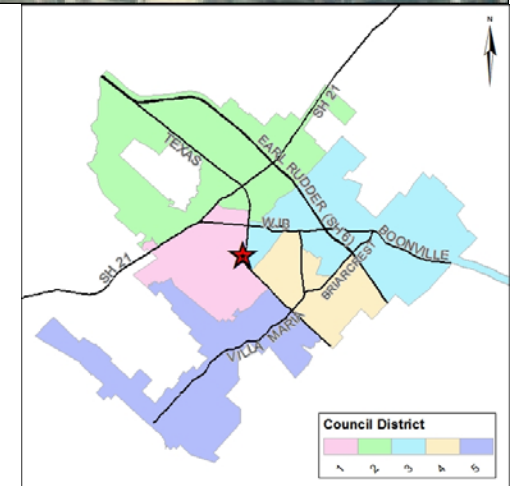 N
SH 21
TEXAS
EARL RUDDER (SH 6)
WJB
BOONVILLE
SH 21
BRIARCREST
VILLA MARIA
Council District
1 2 3 4 5